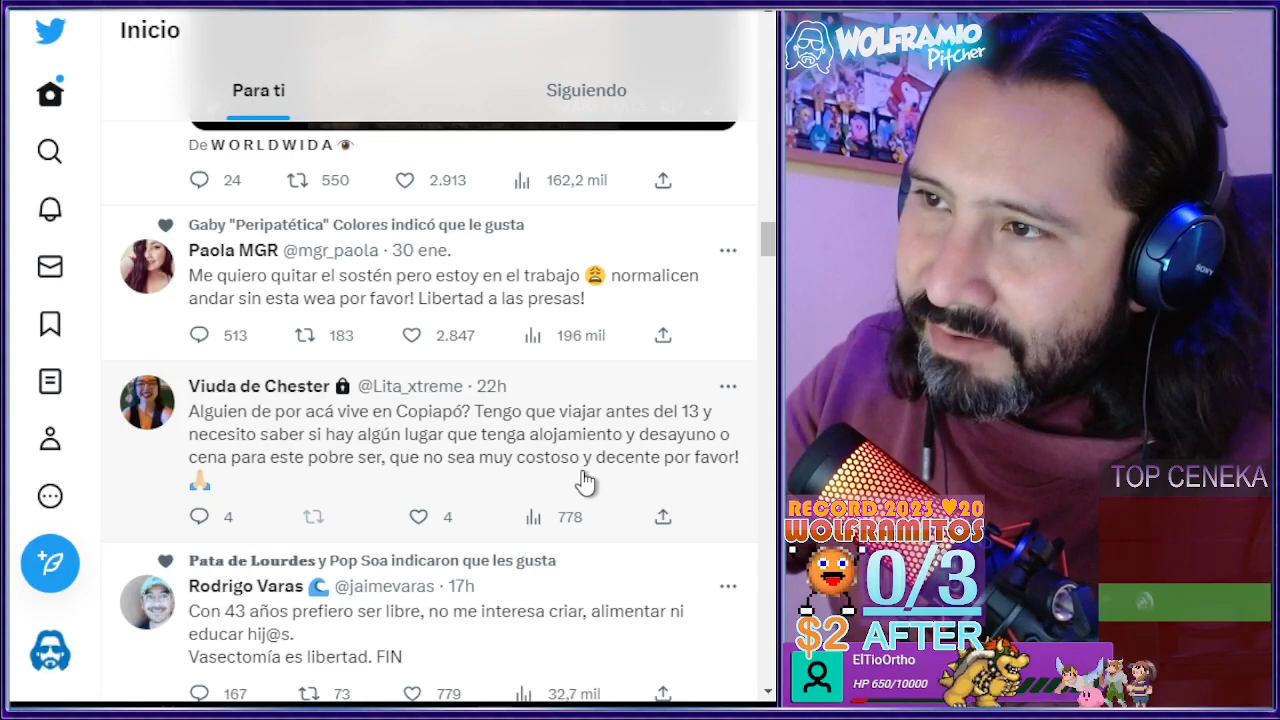 Inicio
Para ti
Siguiendo
De W O R L D W I D A
24
550
2.913
162,2 mil
Gaby "Peripatética" Colores indicó que le gusta
Paola MGR @mgr_paola · 30 ene.
Me quiero quitar el sostén pero estoy en el trabajo 😩 normalicen
andar sin esta wea por favor! Libertad a las presas!
513
183
2.847
196 mil
Viuda de Chester @Lita_xtreme · 22h
Alguien de por acá vive en Copiapó? Tengo que viajar antes del 13 y
necesito saber si hay algún lugar que tenga alojamiento y desayuno o
cena para este pobre ser, que no sea muy costoso y decente por favor!
🙏🏼
4
4
778
Pata de Lourdes y Pop Soa indicaron que les gusta
Rodrigo Varas 🌊 @jaimevaras · 17h
Con 43 años prefiero ser libre, no me interesa criar, alimentar ni
educar hij@s.
Vasectomía es libertad. FIN
167
73
779
32,7 mil
WOLFRAMIO
Pitcher
SONY
TOP CENEKA
RECORD 2023 ♥20
WOLFRAMITOS
0/3
$2 AFTER
ElTioOrtho
HP 650/10000